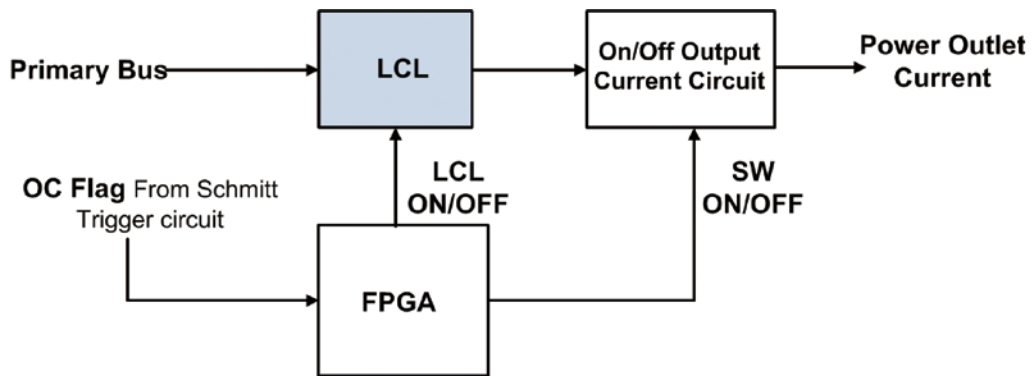 Primary Bus
LCL
On/Off Output
Current Circuit
Power Outlet
Current
OC Flag From Schmitt
Trigger circuit
LCL
ON/OFF
SW
ON/OFF
FPGA